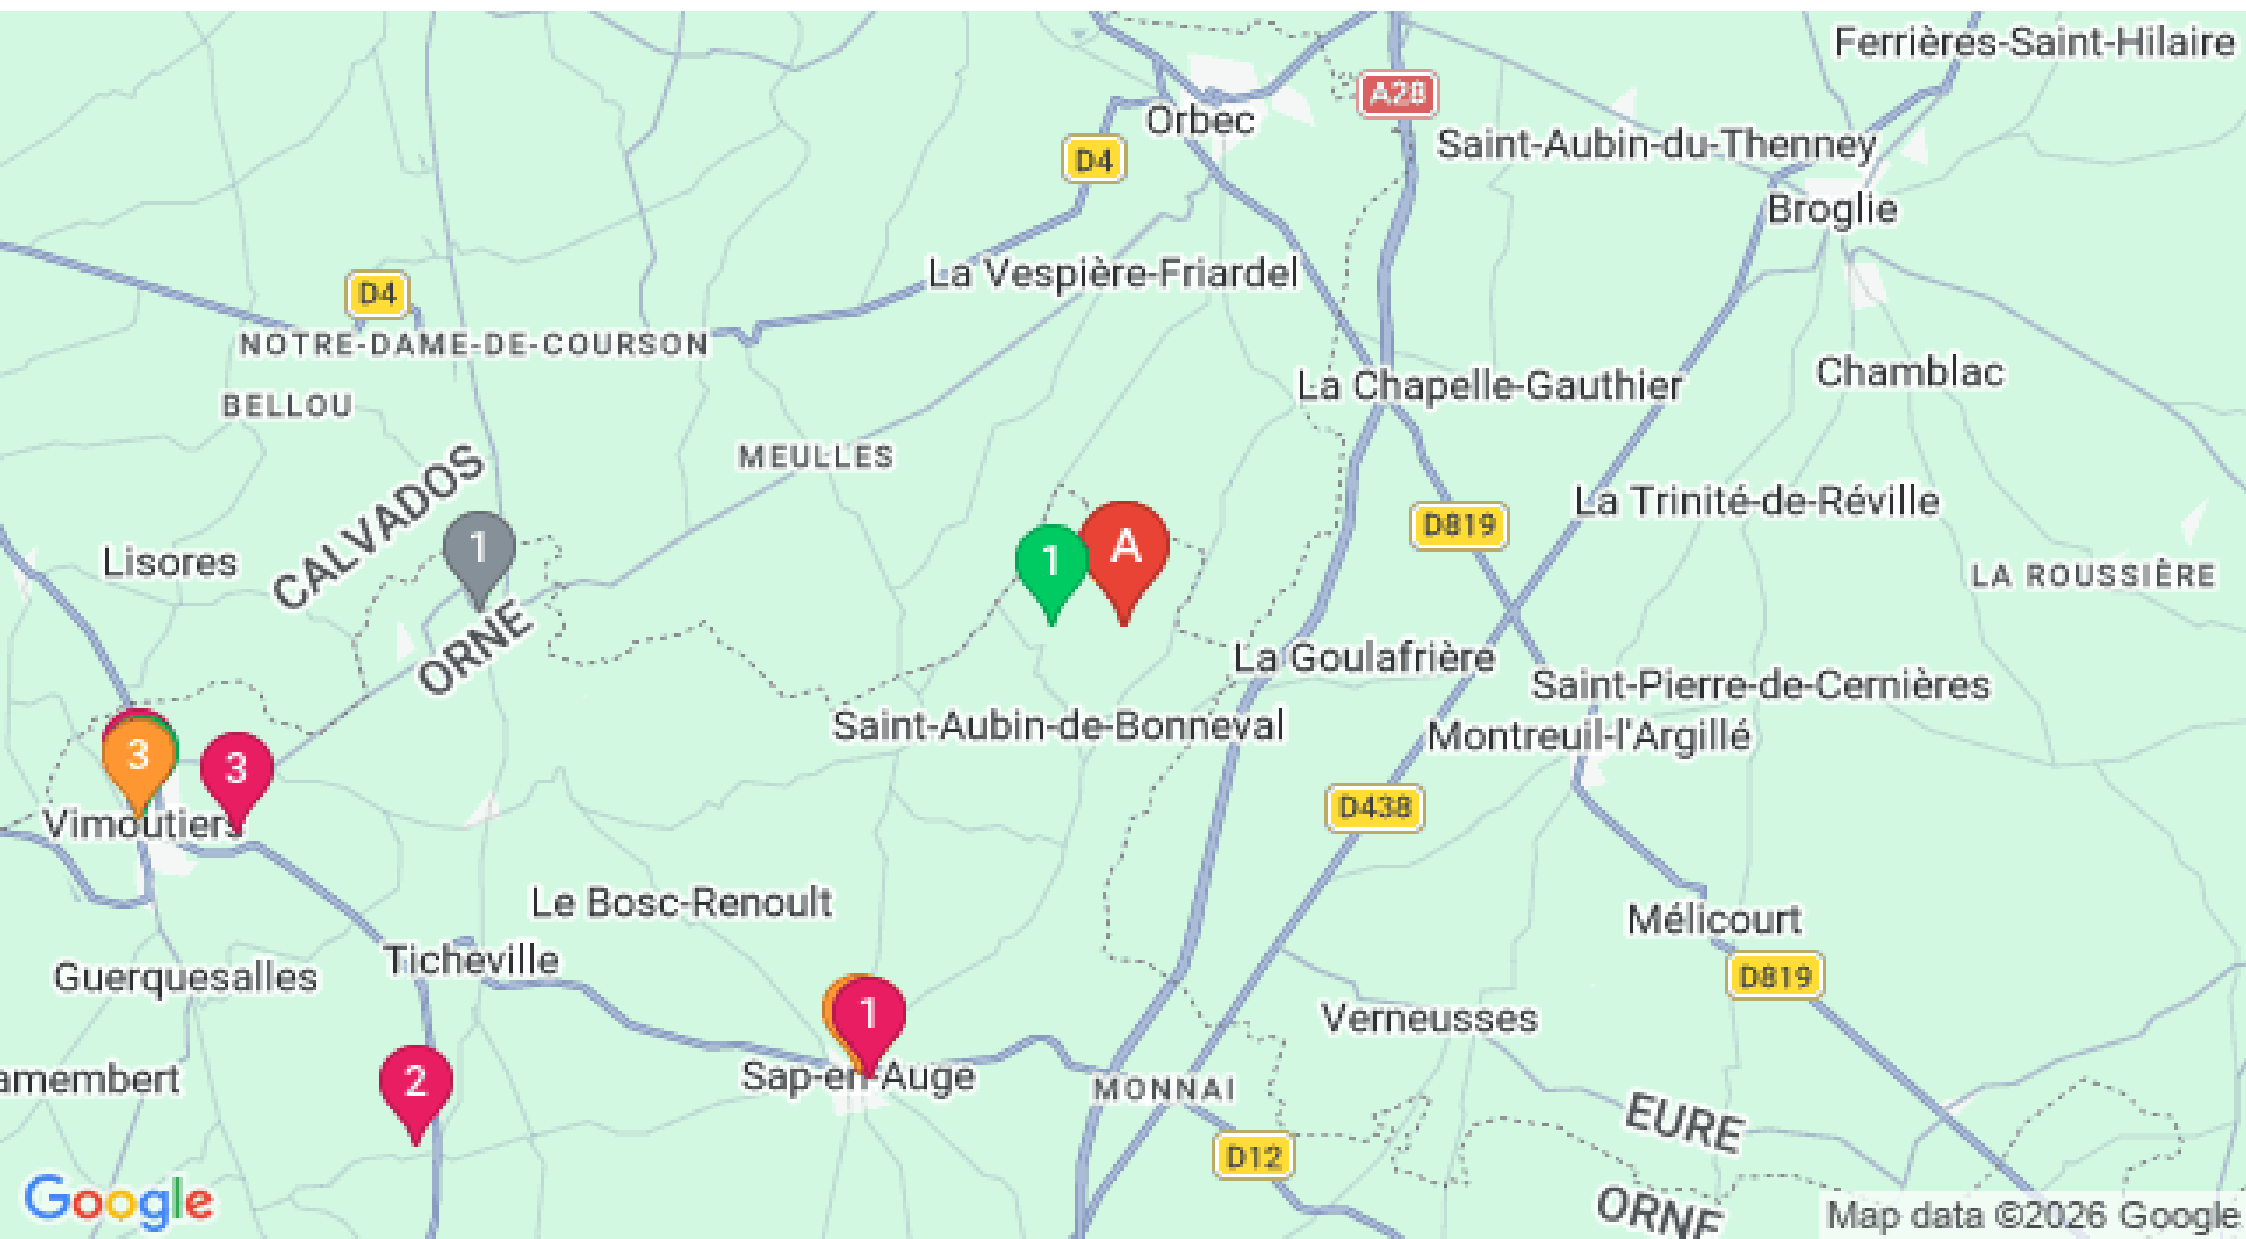 Ferrières-Saint-Hilaire
A28
Orbec
Saint-Aubin-du-Thenney
D4
Broglie
La Vespière-Friardel
D4
NOTRE-DAME-DE-COURSON
La Chapelle-Gauthier
Chamblac
BELLOU
MEULLES
CALVADOS
La Trinité-de-Réville
D819
1
1
A
Lisores
LA ROUSSIÈRE
ORNE
La Goulafrière
Saint-Pierre-de-Cernières
Saint-Aubin-de-Bonneval
Montreuil-l'Argillé
3
3
D438
Vimoutiers
Le Bosc-Renoult
Mélicourt
Ticheville
Guerquesalles
D819
1
Verneusses
Sap-en-Auge
amembert
2
MONNAI
EURE
D12
Google
ORNE
Map data ©2026 Google